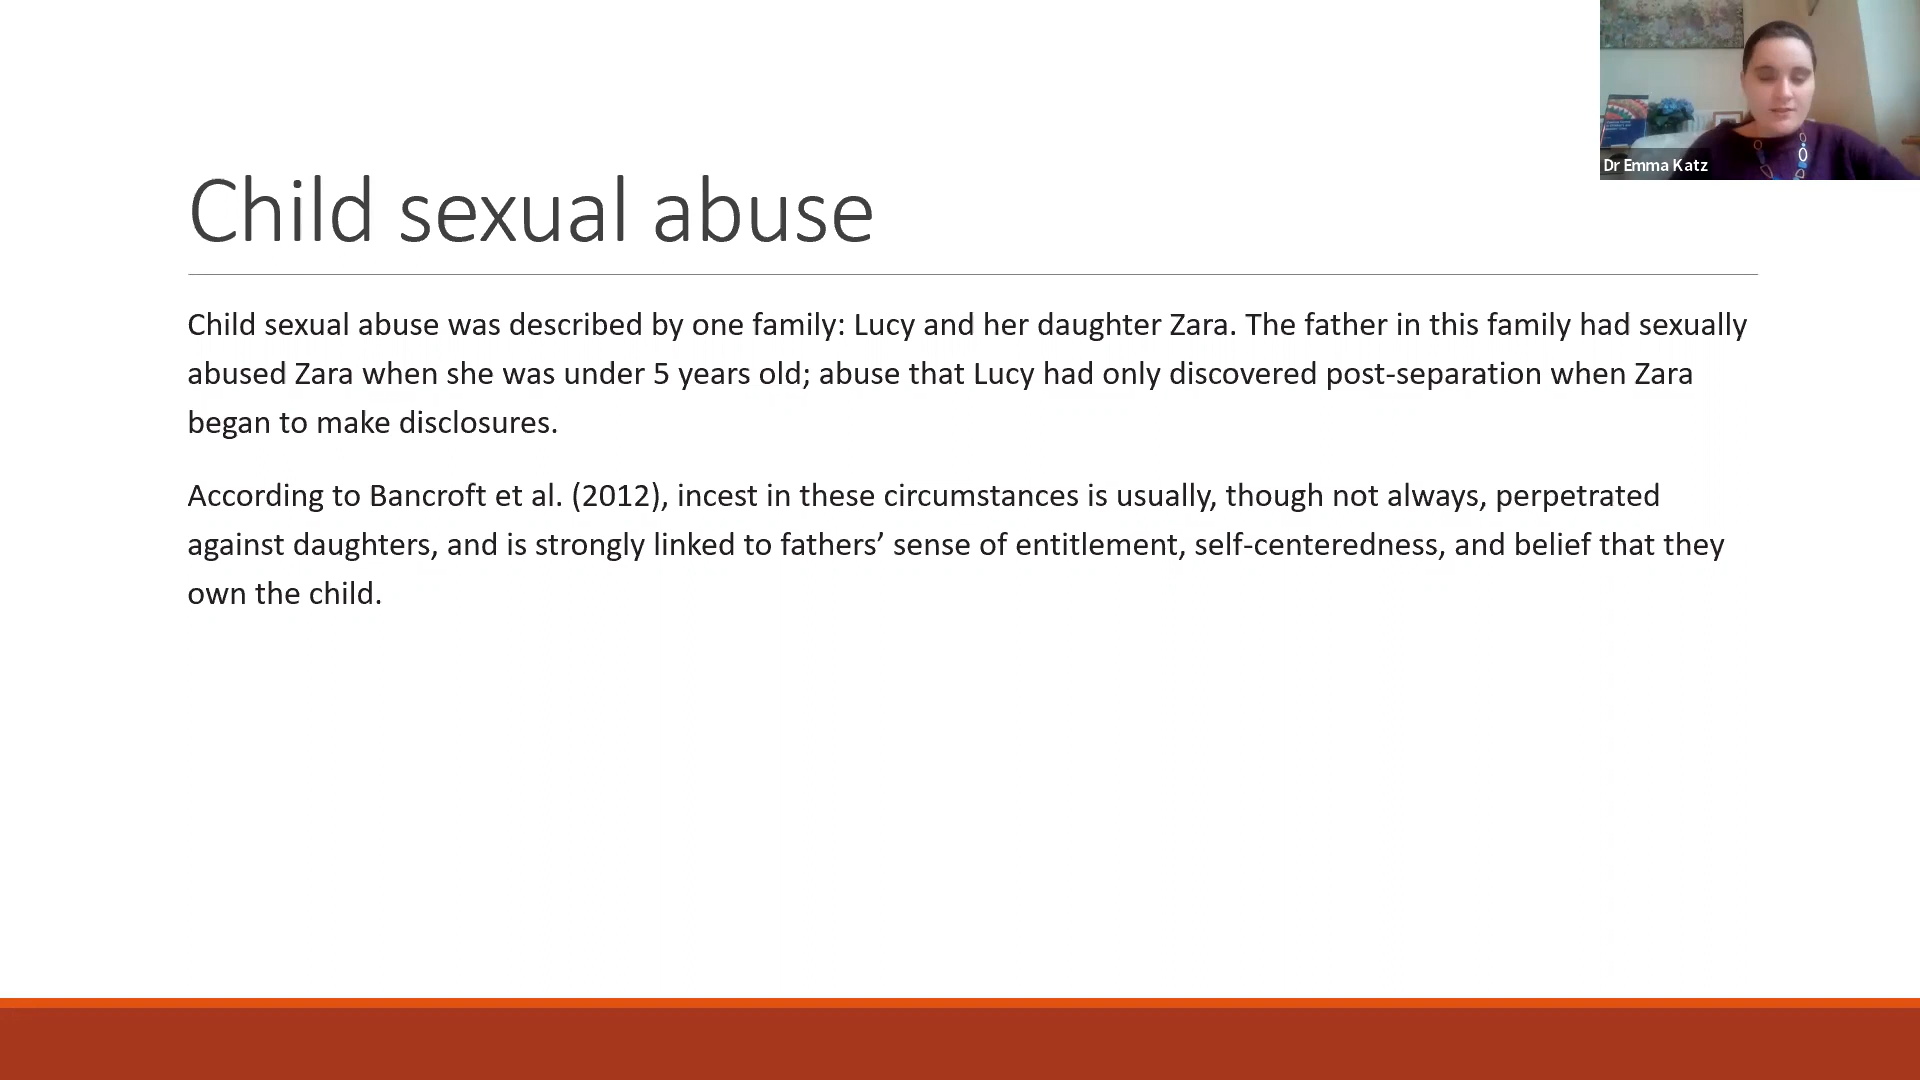 Dr Emma Katz
Child sexual abuse
Child sexual abuse was described by one family: Lucy and her daughter Zara. The father in this family had sexually
abused Zara when she was under 5 years old; abuse that Lucy had only discovered post-separation when Zara
began to make disclosures.
According to Bancroft et al. (2012), incest in these circumstances is usually, though not always, perpetrated
against daughters, and is strongly linked to fathers’ sense of entitlement, self-centeredness, and belief that they
own the child.